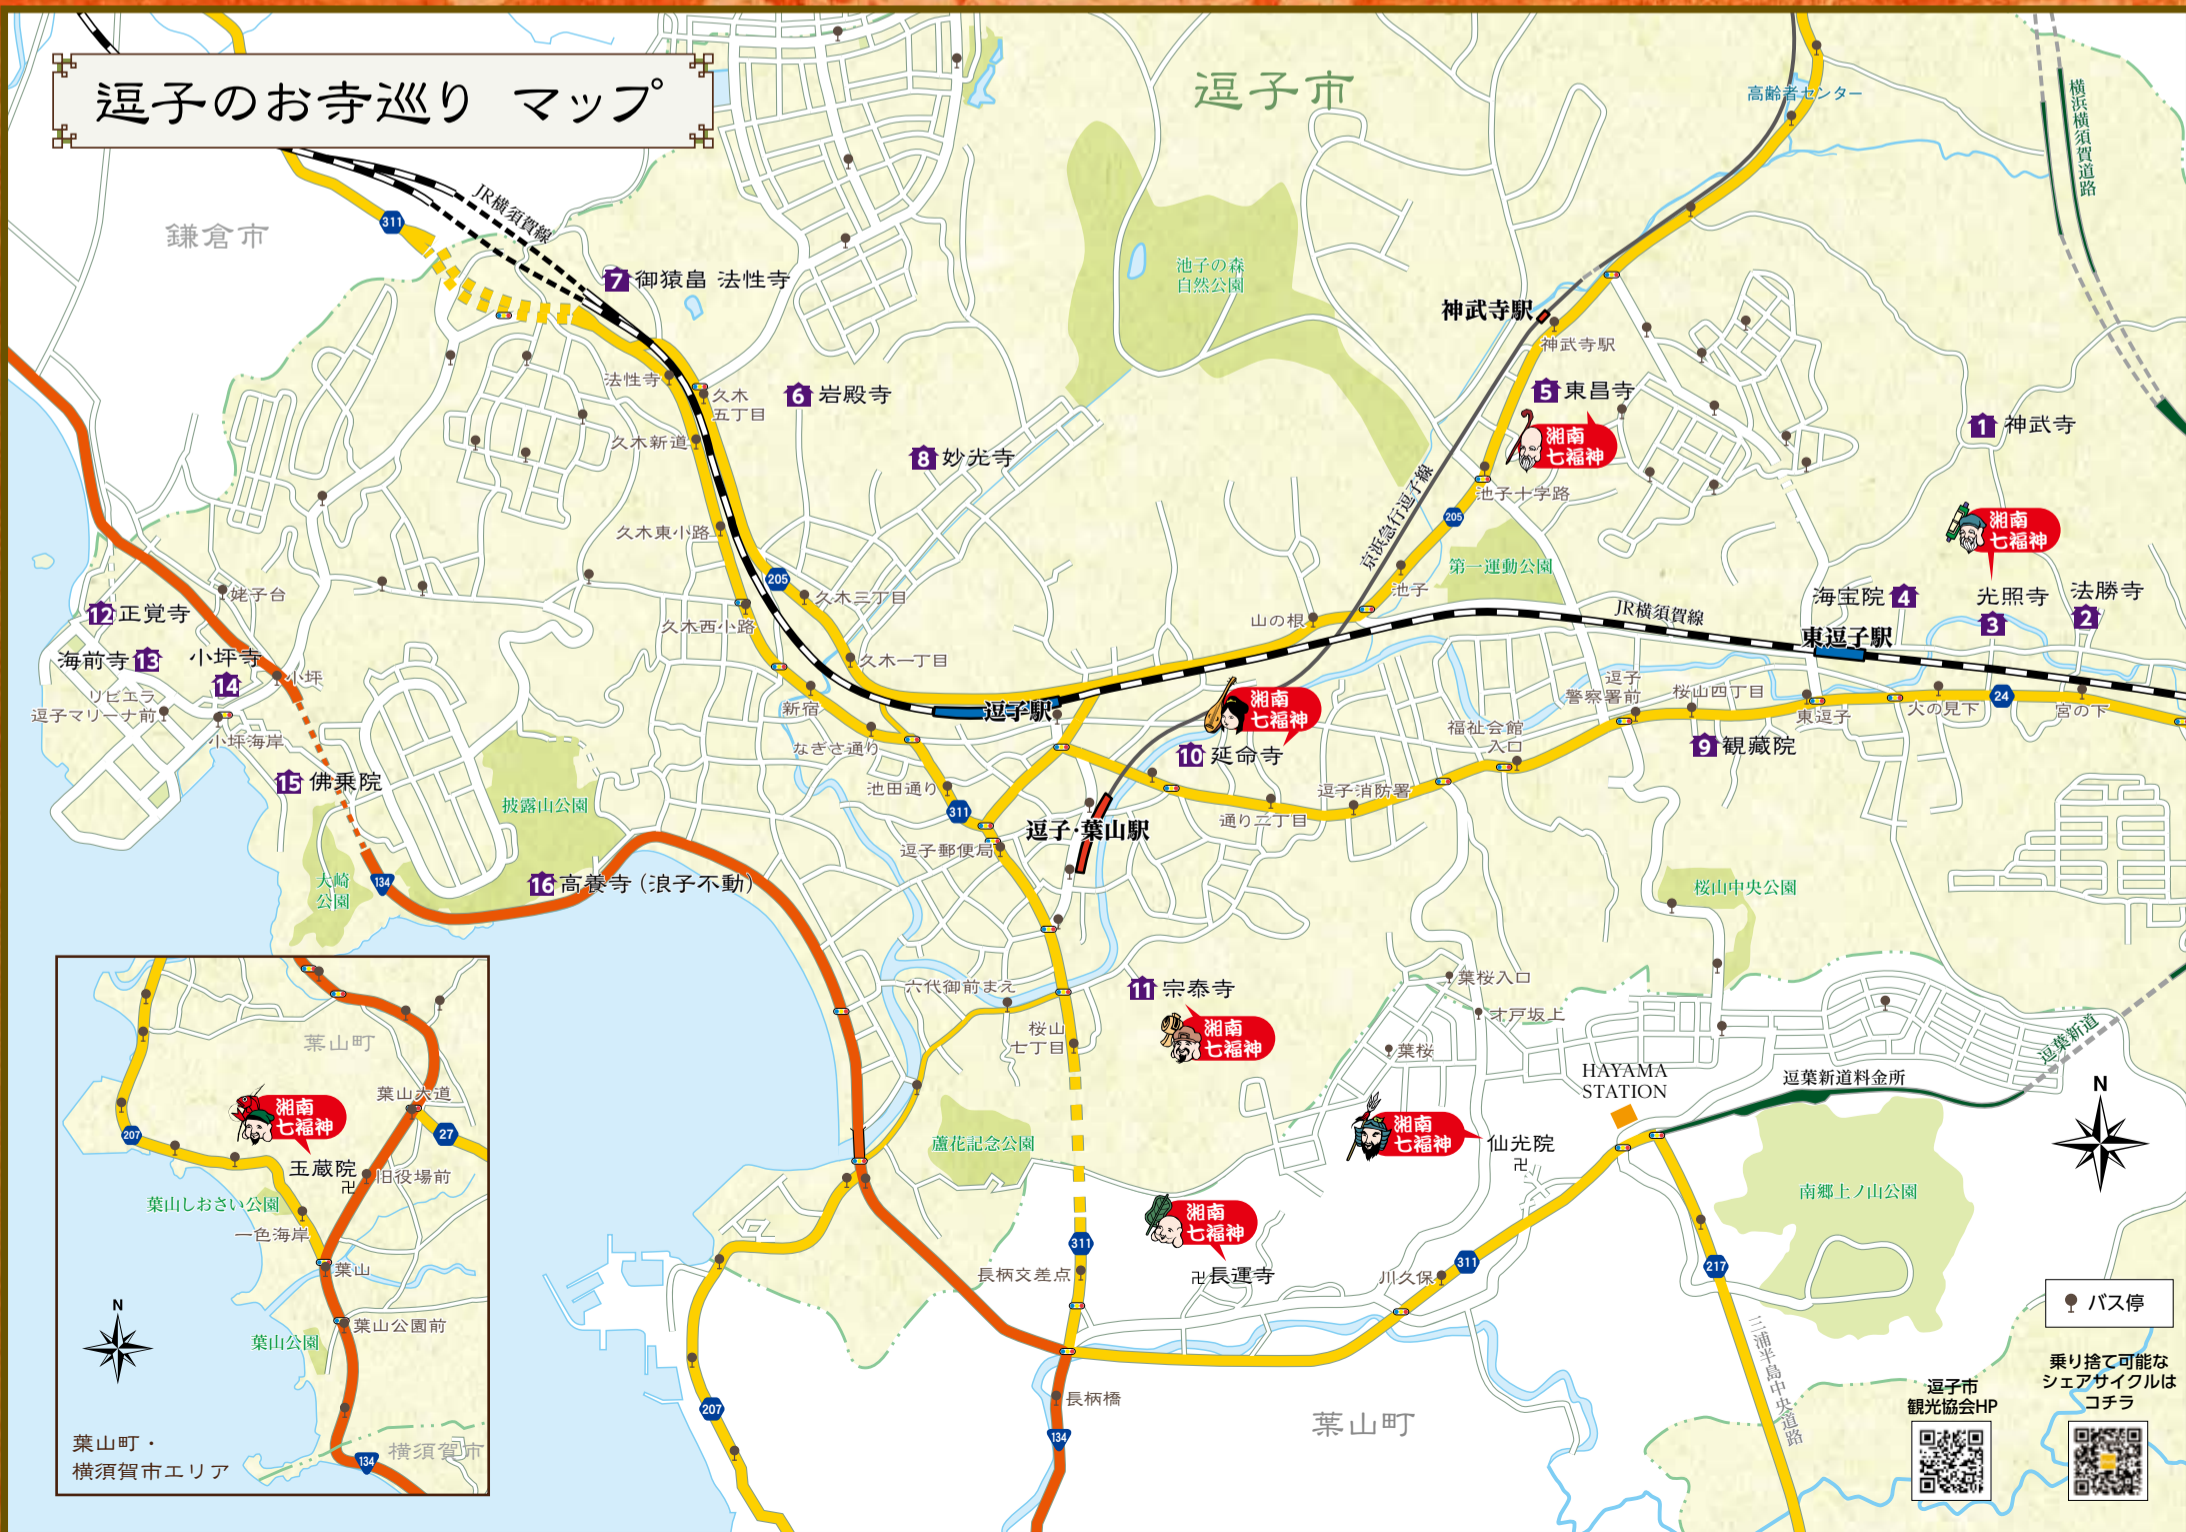 逗子のお寺巡り マップ
逗子市
鎌倉市
311
JR横須賀線
高齢者センター
横浜横須賀道路
7 御猿畠 法性寺
池子の森
自然公園
神武寺駅
神武寺駅
法性寺
久木
五丁目
6 岩殿寺
5 東昌寺
湘南
七福神
1 神武寺
久木新道
8 妙光寺
池子十字路
205
京浜急行逗子線
湘南
七福神
久木東小路
第一運動公園
205
久木三丁目
池子
姥子台
12 正覚寺
久木西小路
山の根
JR横須賀線
海宝院 4
光照寺
3
法勝寺
2
東逗子駅
海前寺 13
小坪寺
14
小坪
久木一丁目
リビエラ
逗子マリーナ前
小坪海岸
新宿
逗子駅
なぎさ通り
湘南
七福神
10 延命寺
逗子
警察署前
桜山四丁目
東逗子
火の見下
24
宮の下
福祉会館
入口
9 観蔵院
15 佛乗院
披露山公園
池田通り
311
逗子・葉山駅
通り二丁目
逗子消防署
逗子郵便局
大崎
公園
134
16 高養寺（浪子不動）
桜山中央公園
六代御前まえ
11 宗泰寺
湘南
七福神
葉桜入口
才戸坂上
桜山
七丁目
葉桜
HAYAMA
STATION
逗葉新道料金所
逗葉新道
N
蘆花記念公園
湘南
七福神
仙光院
卍
南郷上ノ山公園
湘南
七福神
卍長運寺
311
長柄交差点
川久保
311
217
三浦半島中央道路
長柄橋
134
207
葉山町
バス停
逗子市
観光協会HP
乗り捨て可能な
シェアサイクルは
コチラ
葉山町
葉山大道
27
207
湘南
七福神
玉蔵院
卍
旧役場前
葉山しおさい公園
一色海岸
葉山
N
葉山公園前
葉山公園
横須賀市
134
葉山町・
横須賀市エリア